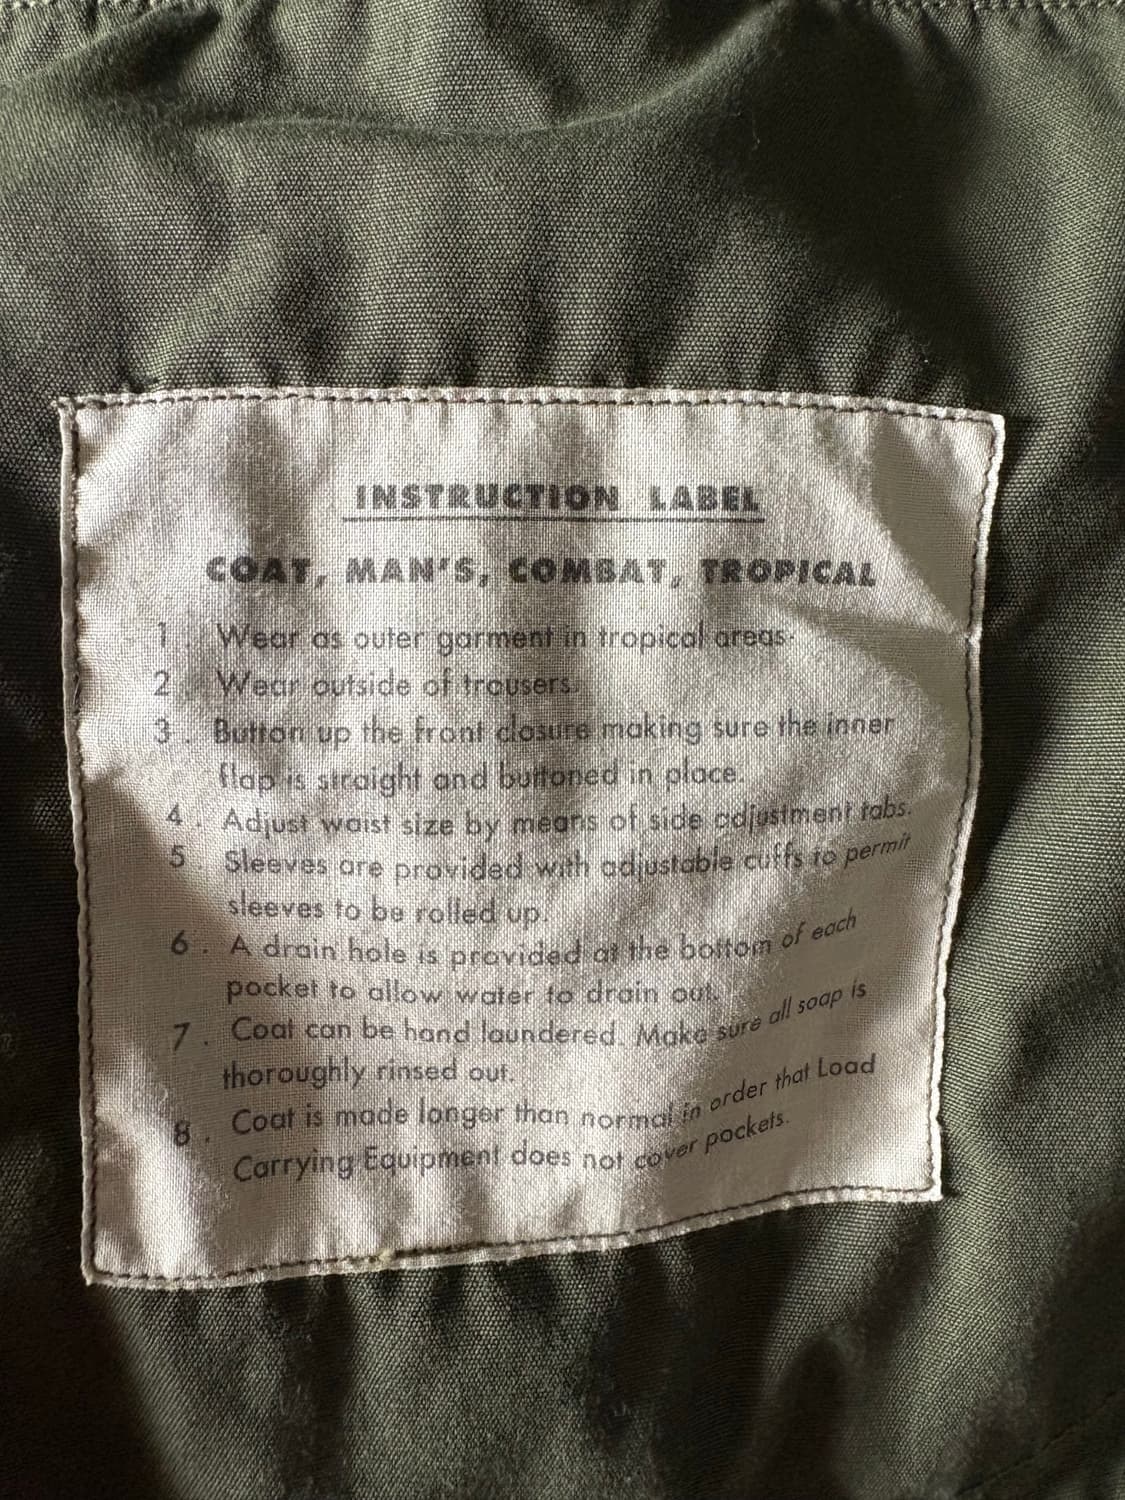 INSTRUCTION LABEL
COAT, MAN'S, COMBAT, TROPICAL
1. Wear as outer garment in tropical areas.
2. Wear outside of trousers.
3. Button up the front closure making sure the inner
flap is straight and buttoned in place.
4. Adjust waist size by means of side adjustment tabs.
5. Sleeves are provided with adjustable cuffs to permit
sleeves to be rolled up.
6. A drain hole is provided at the bottom of each
pocket to allow water to drain out.
7. Coat can be hand laundered. Make sure all soap is
thoroughly rinsed out.
8. Coat is made longer than normal in order that Load
Carrying Equipment does not cover pockets.